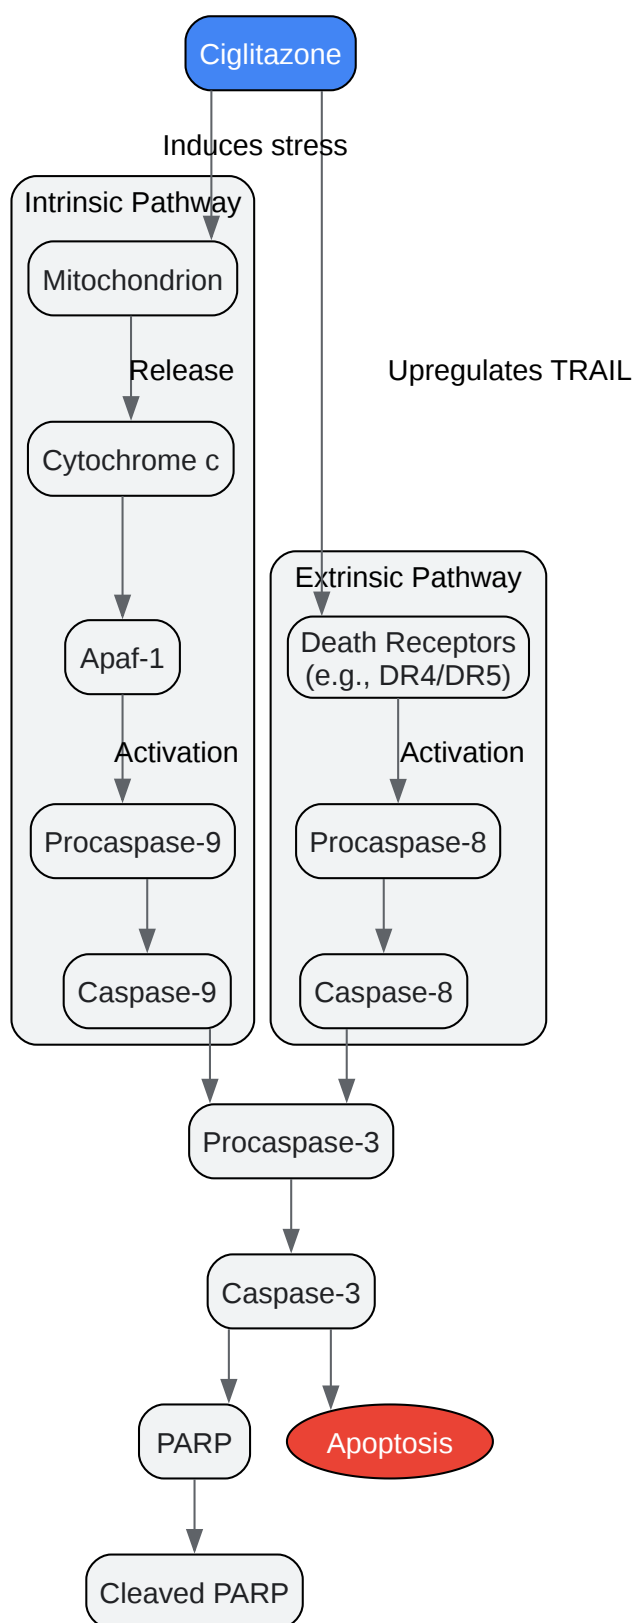 Ciglitazone
Induces stress
Intrinsic Pathway
Mitochondrion
Release
Upregulates TRAIL
Cytochrome c
Extrinsic Pathway
Apaf-1
Death Receptors
(e.g., DR4/DR5)
Activation
Activation
Procaspase-9
Procaspase-8
Caspase-9
Caspase-8
Procaspase-3
Caspase-3
PARP
Apoptosis
Cleaved PARP